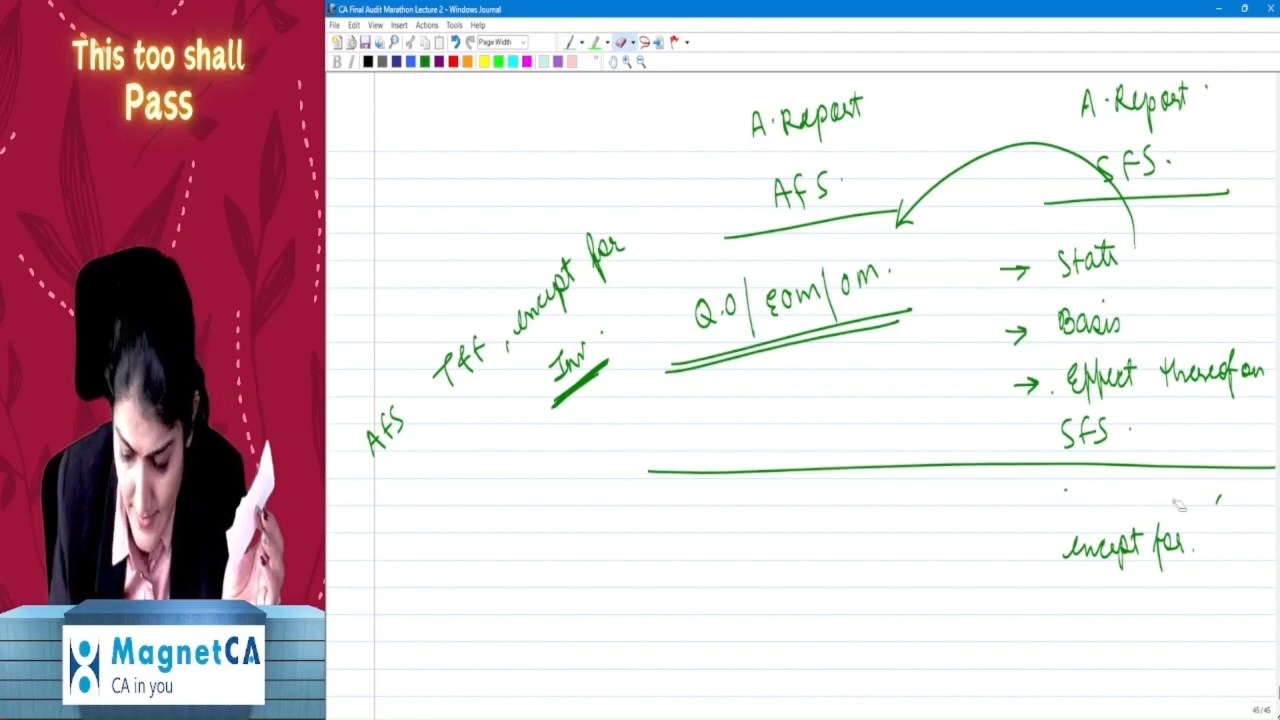 This too shall
Pass
MagnetCA
CA in you
CA Final Audit Marathon Lecture 2 - Windows Journal
File Edit View Insert Actions Tools Help
Page Width
B I
A. Report
AFS.
Q.O/EOM/OM.
T&F, except for
Inv.
AFS
A. Report
SFS.
→ State
→ Basis
→ Effect thereof on
SFS.
except for.
45/45